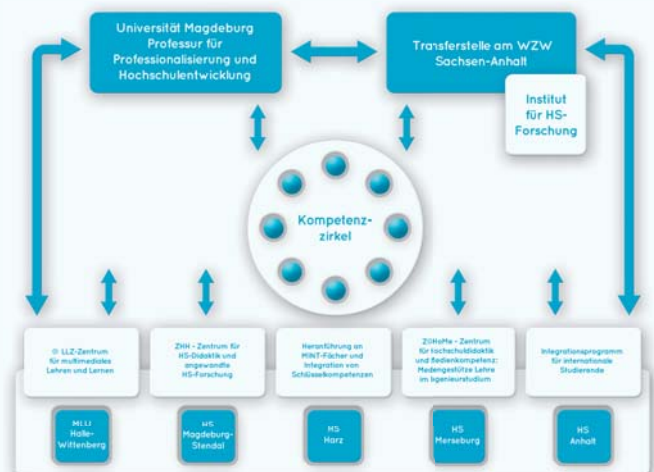 Universität Magdeburg
Professur für
Professionalisierung und
Hochschulentwicklung
Transferstelle am WZW
Sachsen-Anhalt
Institut
für HS-
Forschung
Kompetenz-
zirkel
@ LLZ-Zentrum
für multimediales
Lehren und Lernen
ZHH - Zentrum für
HS-Didaktik und
angewandte
HS-Forschung
Heranführung an
MINT-Fächer und
Integration von
Schlüsselkompetenzen
Zentrum
für Hochschuldidaktik
und Medienkompetenz:
Mediengestütze Lehre
im Ingenieurstudium
Integrationsprogramm
für internationale
Studierende
MLU
Halle-
Wittenberg
HS
Magdeburg-
Stendal
HS
Harz
HS
Merseburg
HS
Anhalt